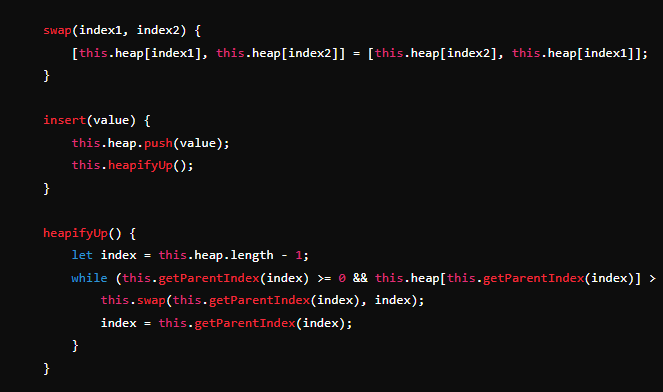 swap(index1, index2) {
[this.heap[index1], this.heap[index2]] = [this.heap[index2], this.heap[index1]];
}
insert(value) {
this.heap.push(value);
this.heapifyUp();
}
heapifyUp() {
let index = this.heap.length - 1;
while (this.getParentIndex(index) >= 0 && this.heap[this.getParentIndex(index)] >
this.swap(this.getParentIndex(index), index);
index = this.getParentIndex(index);
}
}